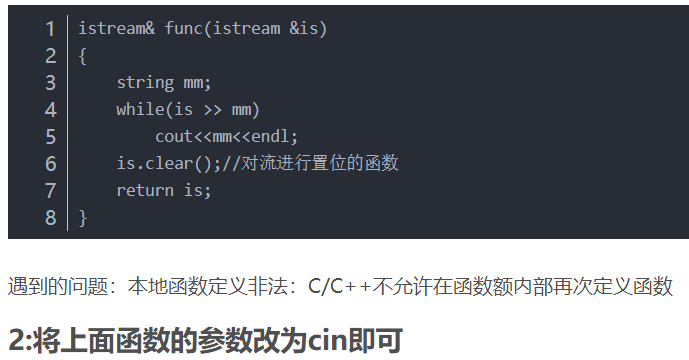 1 istream& func(istream &is)
2 {
3     string mm;
4     while(is >> mm)
5         cout<<mm<<endl;
6     is.clear();//对流进行置位的函数
7     return is;
8 }
遇到的问题：本地函数定义非法：C/C++不允许在函数额内部再次定义函数
2:将上面函数的参数改为cin即可